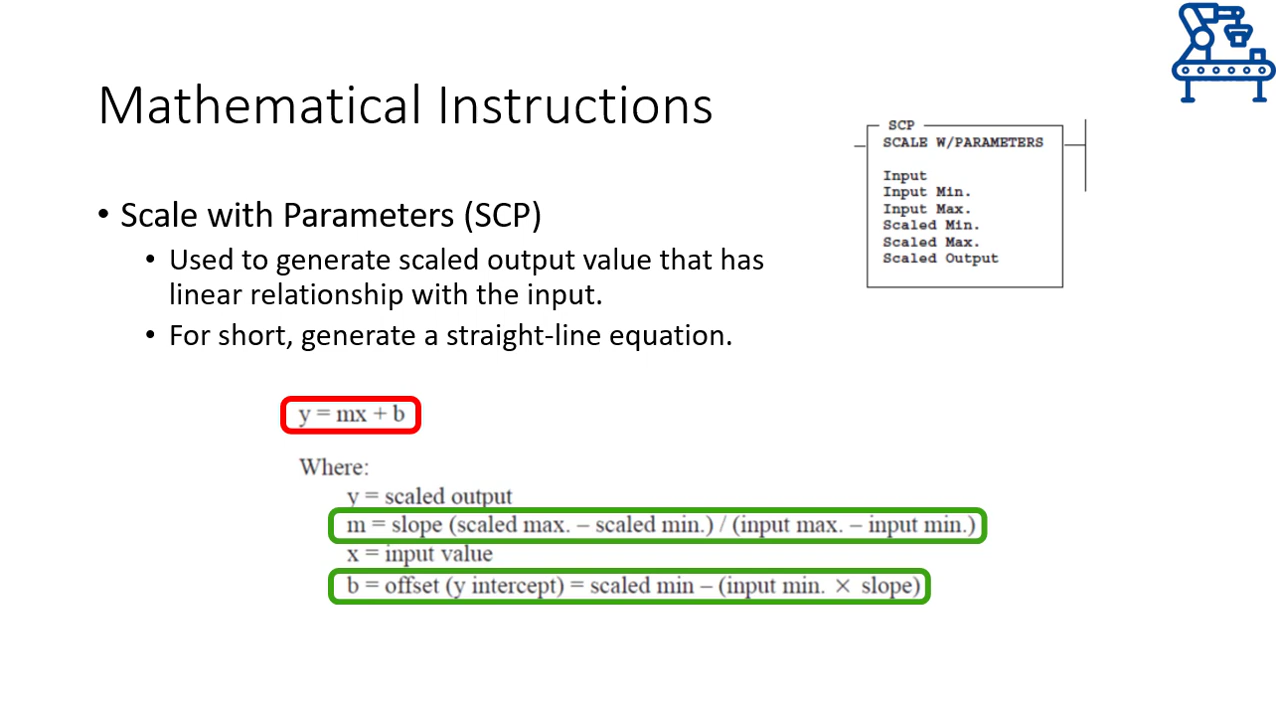 Mathematical Instructions
SCP
SCALE W/PARAMETERS
Input
Input Min.
Input Max.
Scaled Min.
Scaled Max.
Scaled Output
• Scale with Parameters (SCP)
• Used to generate scaled output value that has
linear relationship with the input.
• For short, generate a straight-line equation.
y = mx + b
Where:
y = scaled output
m = slope (scaled max. – scaled min.) / (input max. – input min.)
x = input value
b = offset (y intercept) = scaled min – (input min. × slope)